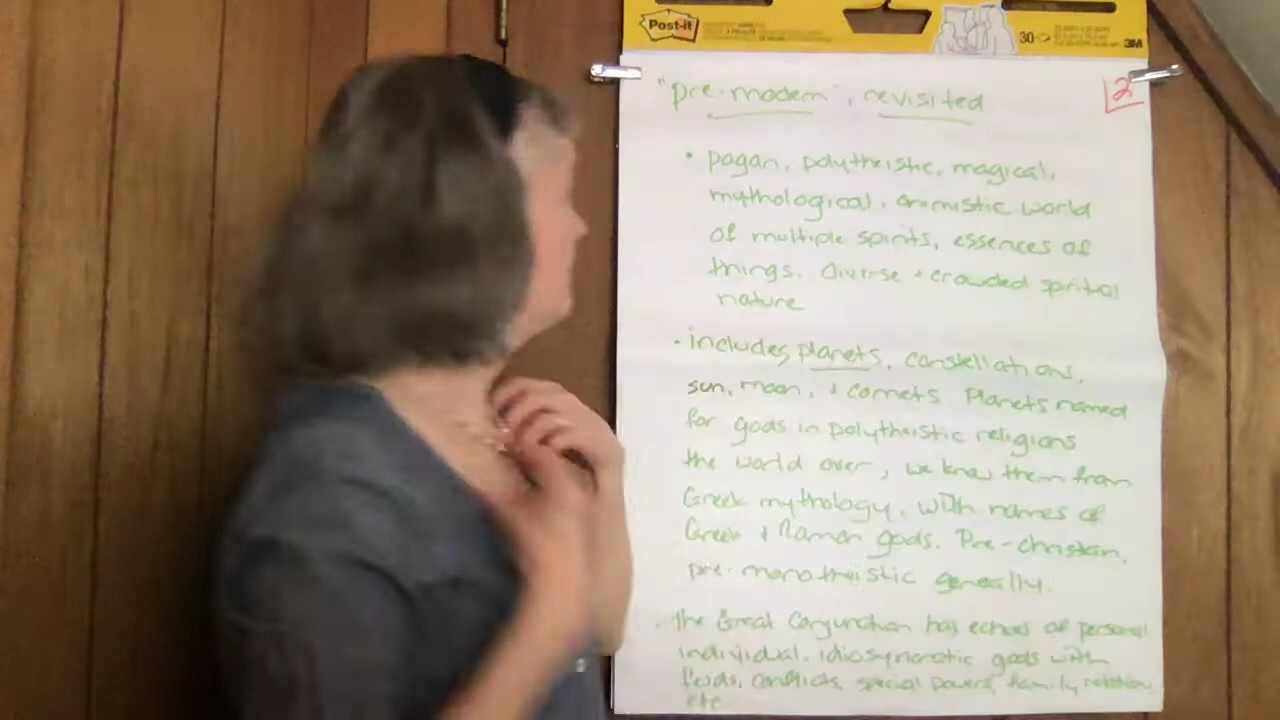 Post-it
30
3M
"pre-modern", revisited
2
• pagan, polytheistic, magical,
mythological, animistic world
of multiple spirits, essences of
things. Diverse + crowded spiritual
nature
• includes planets, constellations,
sun, moon, + comets Planets named
for gods in polytheistic religions
the world over, we know them from
Greek mythology, with names of
Greek + Roman gods. Pre-christian,
pre-monotheistic generally.
• The Great Conjunction has echoes of personal
individual, idiosyncratic gods with
feuds, conflicts, special powers, family relations
etc